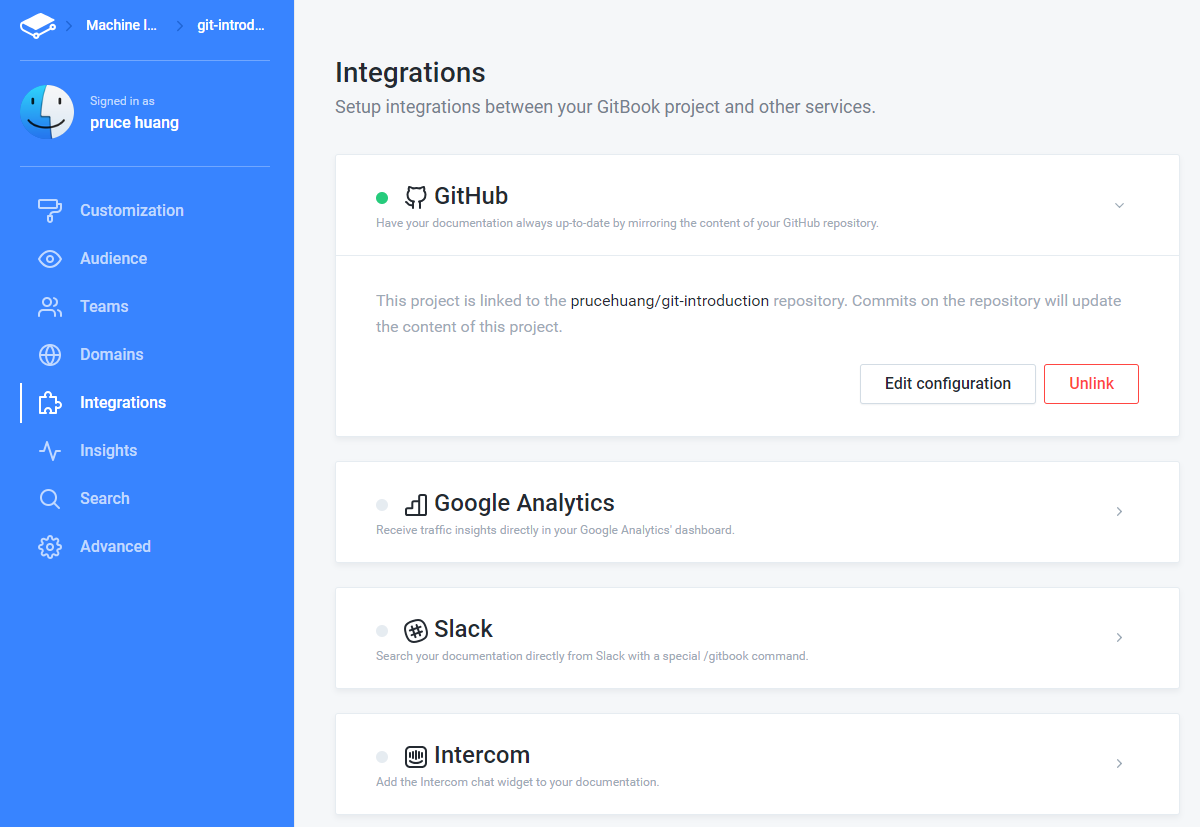 Machine l...
git-introd...
Signed in as
pruce huang
Customization
Audience
Teams
Domains
Integrations
Insights
Search
Advanced
Integrations
Setup integrations between your GitBook project and other services.
GitHub
Have your documentation always up-to-date by mirroring the content of your GitHub repository.
This project is linked to the prucehuang/git-introduction repository. Commits on the repository will update
the content of this project.
Edit configuration
Unlink
Google Analytics
Receive traffic insights directly in your Google Analytics' dashboard.
Slack
Search your documentation directly from Slack with a special /gitbook command.
Intercom
Add the Intercom chat widget to your documentation.